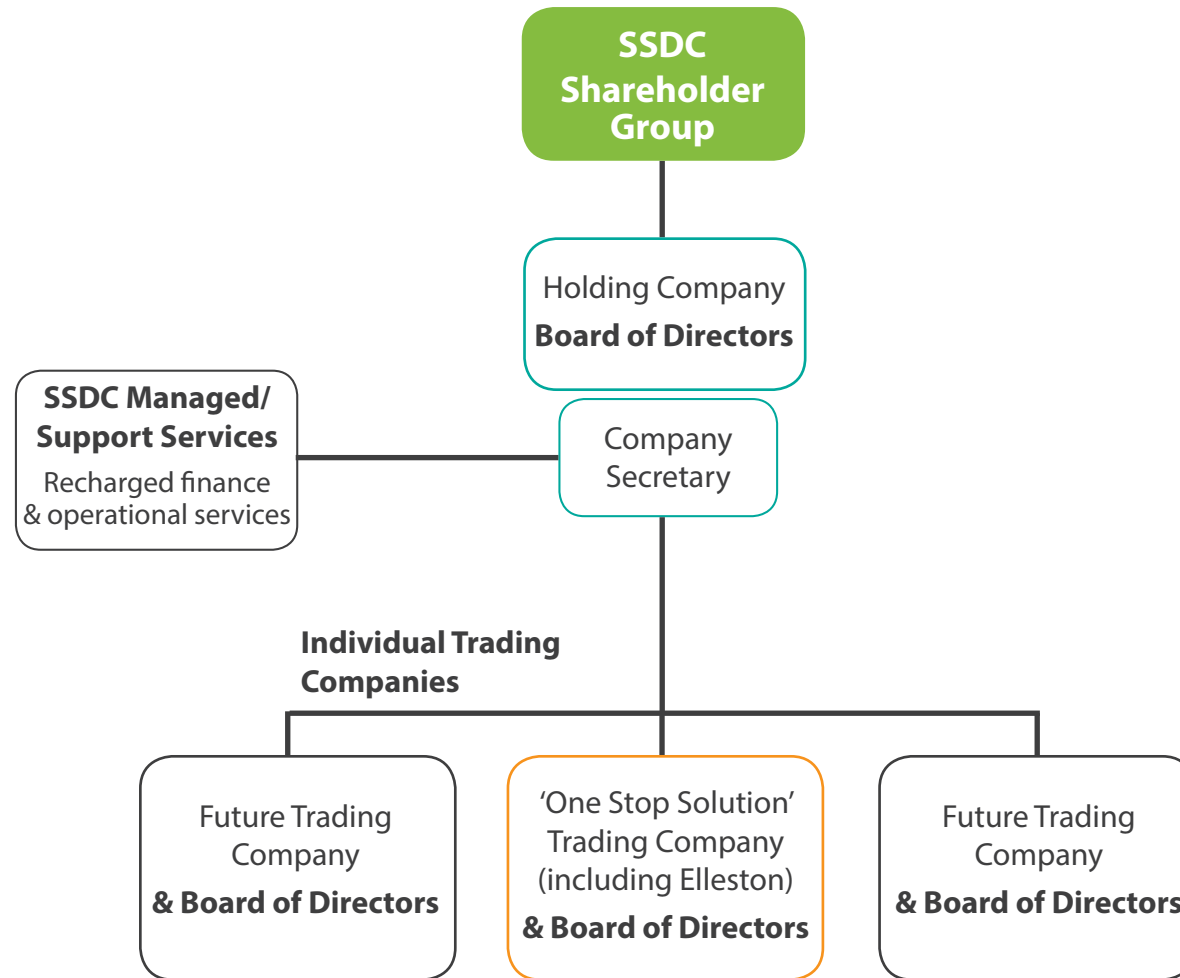 SSDC
Shareholder
Group
Holding Company
Board of Directors
SSDC Managed/
Support Services
Recharged finance
& operational services
Company
Secretary
Individual Trading
Companies
Future Trading
Company
& Board of Directors
‘One Stop Solution’
Trading Company
(including Elleston)
& Board of Directors
Future Trading
Company
& Board of Directors